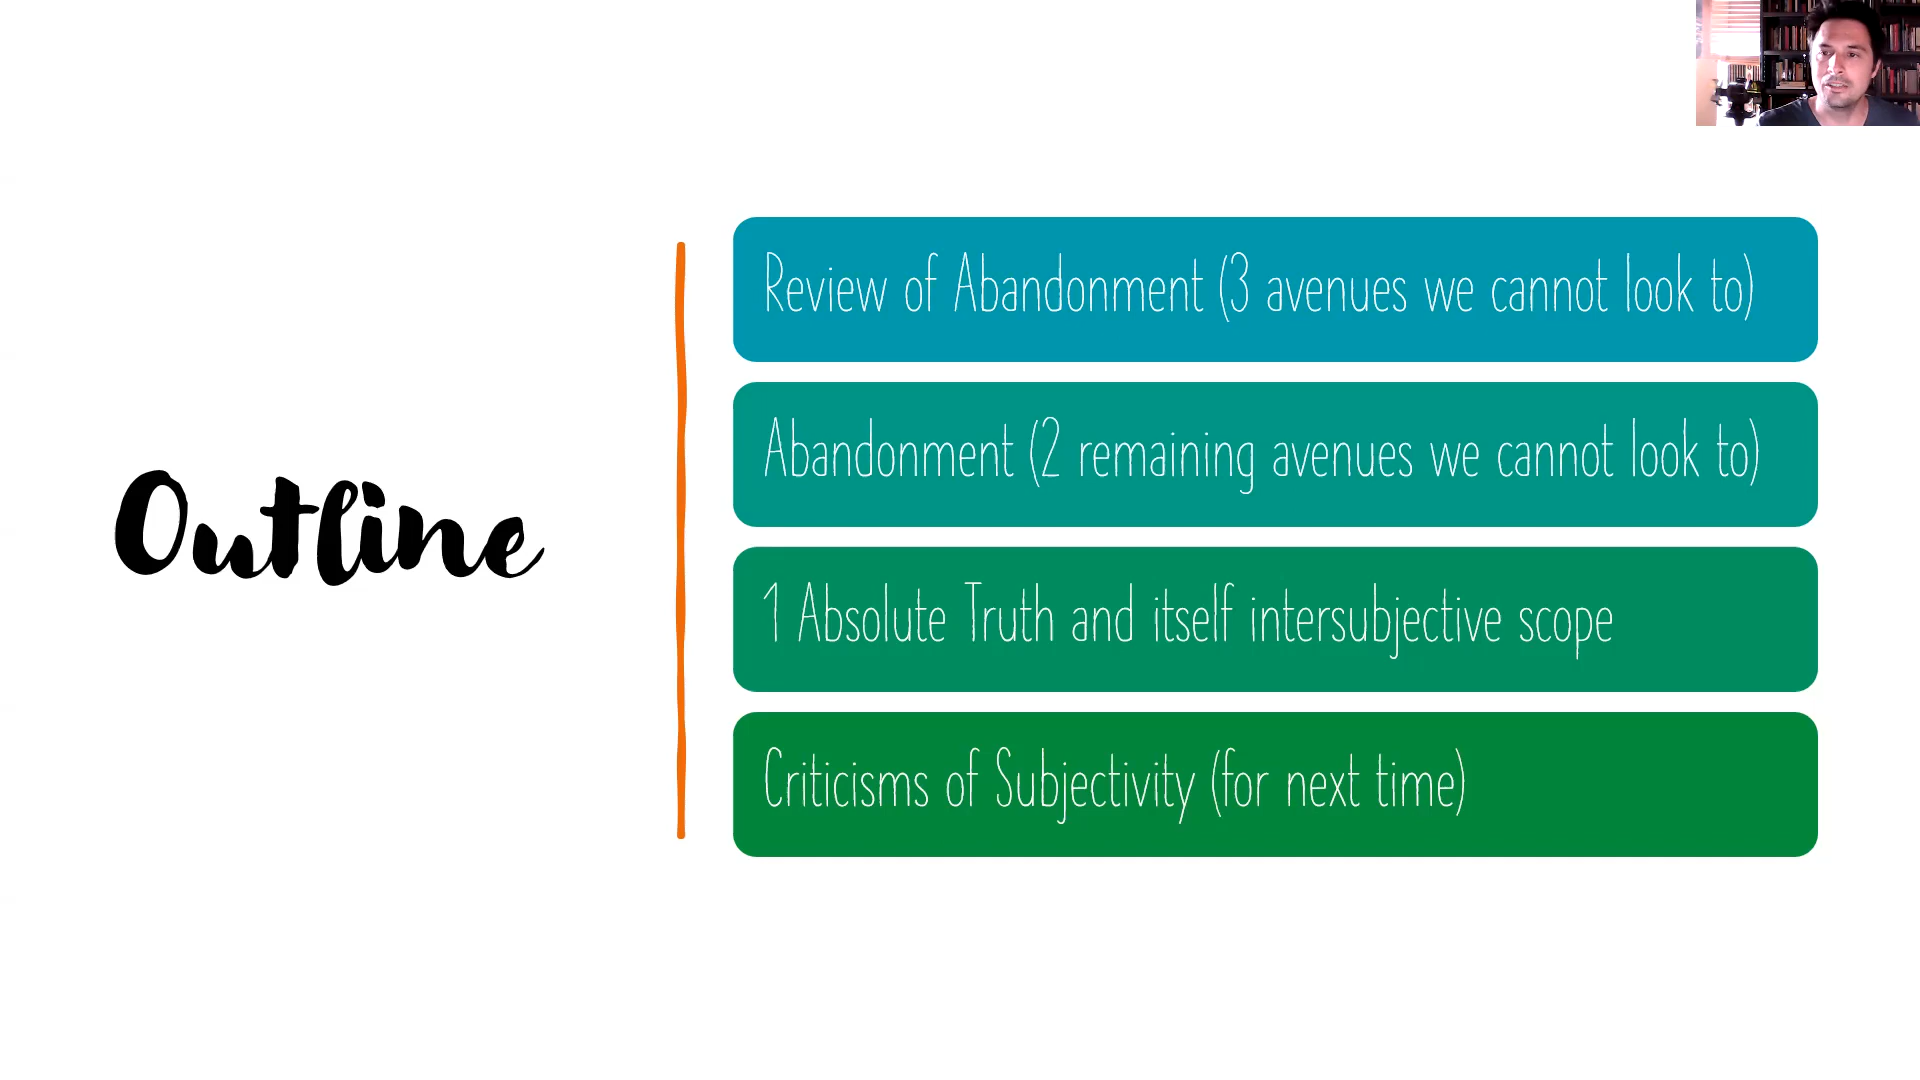 Outline
Review of Abandonment (3 avenues we cannot look to)
Abandonment (2 remaining avenues we cannot look to)
1 Absolute Truth and itself intersubjective scope
Criticisms of Subjectivity (for next time)